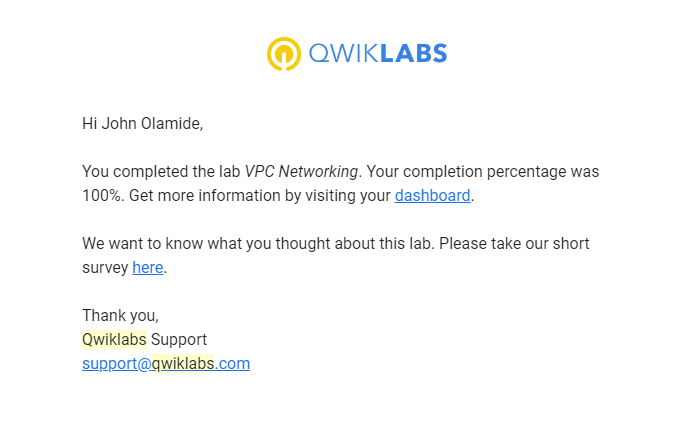 QWIKLABS
Hi John Olamide,
You completed the lab VPC Networking. Your completion percentage was
100%. Get more information by visiting your dashboard.
We want to know what you thought about this lab. Please take our short
survey here.
Thank you,
Qwiklabs Support
support@qwiklabs.com